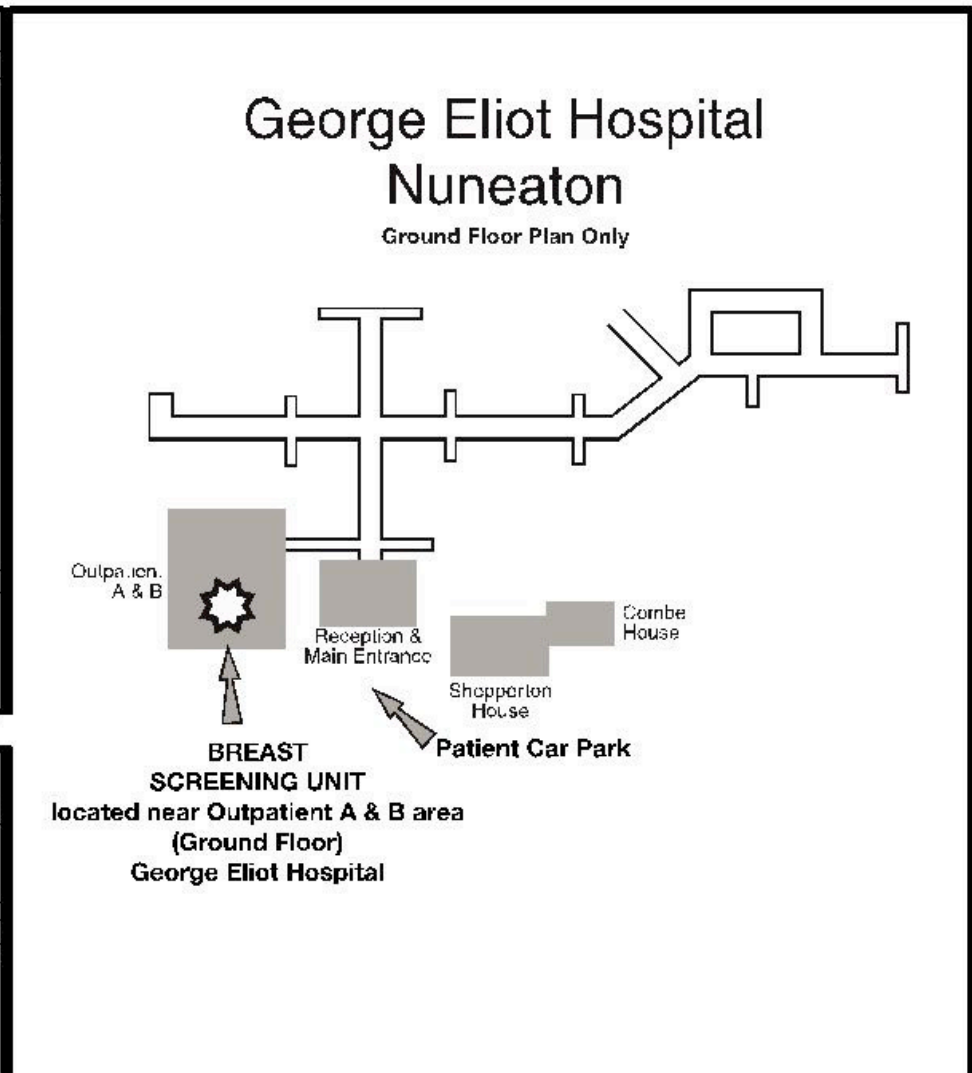 George Eliot Hospital
Nuneaton
Ground Floor Plan Only
Outpatient
A & B
Reception &
Main Entrance
Combe
House
Shepperton
House
Patient Car Park
BREAST
SCREENING UNIT
located near Outpatient A & B area
(Ground Floor)
George Eliot Hospital